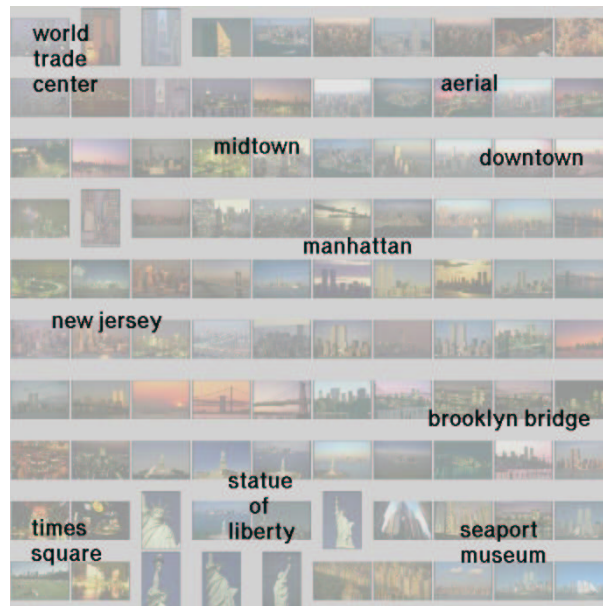 world
trade
center
aerial
midtown
downtown
manhattan
new jersey
brooklyn bridge
statue
of
liberty
times
square
seaport
museum